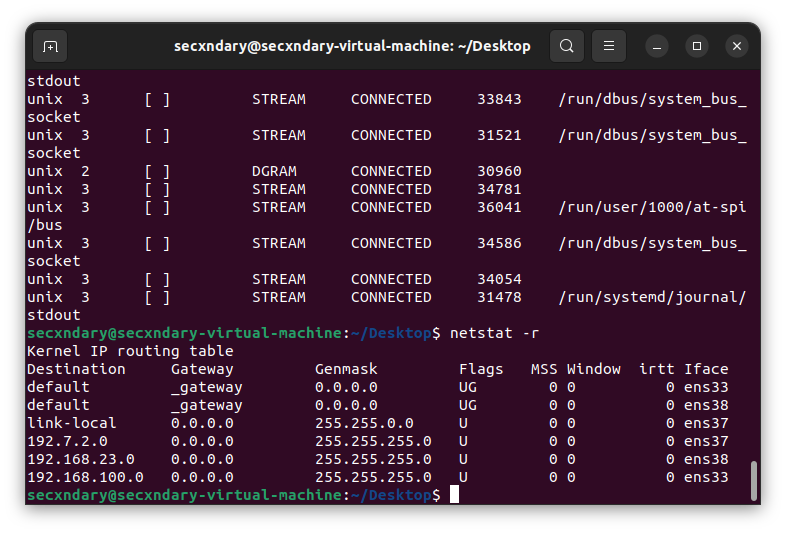 secxndary@secxndary-virtual-machine: ~/Desktop
stdout
unix  3      [ ]         STREAM     CONNECTED     33843    /run/dbus/system_bus_
socket
unix  3      [ ]         STREAM     CONNECTED     31521    /run/dbus/system_bus_
socket
unix  2      [ ]         DGRAM      CONNECTED     30960
unix  3      [ ]         STREAM     CONNECTED     34781
unix  3      [ ]         STREAM     CONNECTED     36041    /run/user/1000/at-spi
/bus
unix  3      [ ]         STREAM     CONNECTED     34586    /run/dbus/system_bus_
socket
unix  3      [ ]         STREAM     CONNECTED     34054
unix  3      [ ]         STREAM     CONNECTED     31478    /run/systemd/journal/
stdout
secxndary@secxndary-virtual-machine:~/Desktop$ netstat -r
Kernel IP routing table
Destination     Gateway         Genmask         Flags   MSS Window  irtt Iface
default         _gateway        0.0.0.0         UG        0 0          0 ens33
default         _gateway        0.0.0.0         UG        0 0          0 ens38
link-local      0.0.0.0         255.255.0.0     U         0 0          0 ens37
192.7.2.0       0.0.0.0         255.255.255.0   U         0 0          0 ens37
192.168.23.0    0.0.0.0         255.255.255.0   U         0 0          0 ens38
192.168.100.0   0.0.0.0         255.255.255.0   U         0 0          0 ens33
secxndary@secxndary-virtual-machine:~/Desktop$